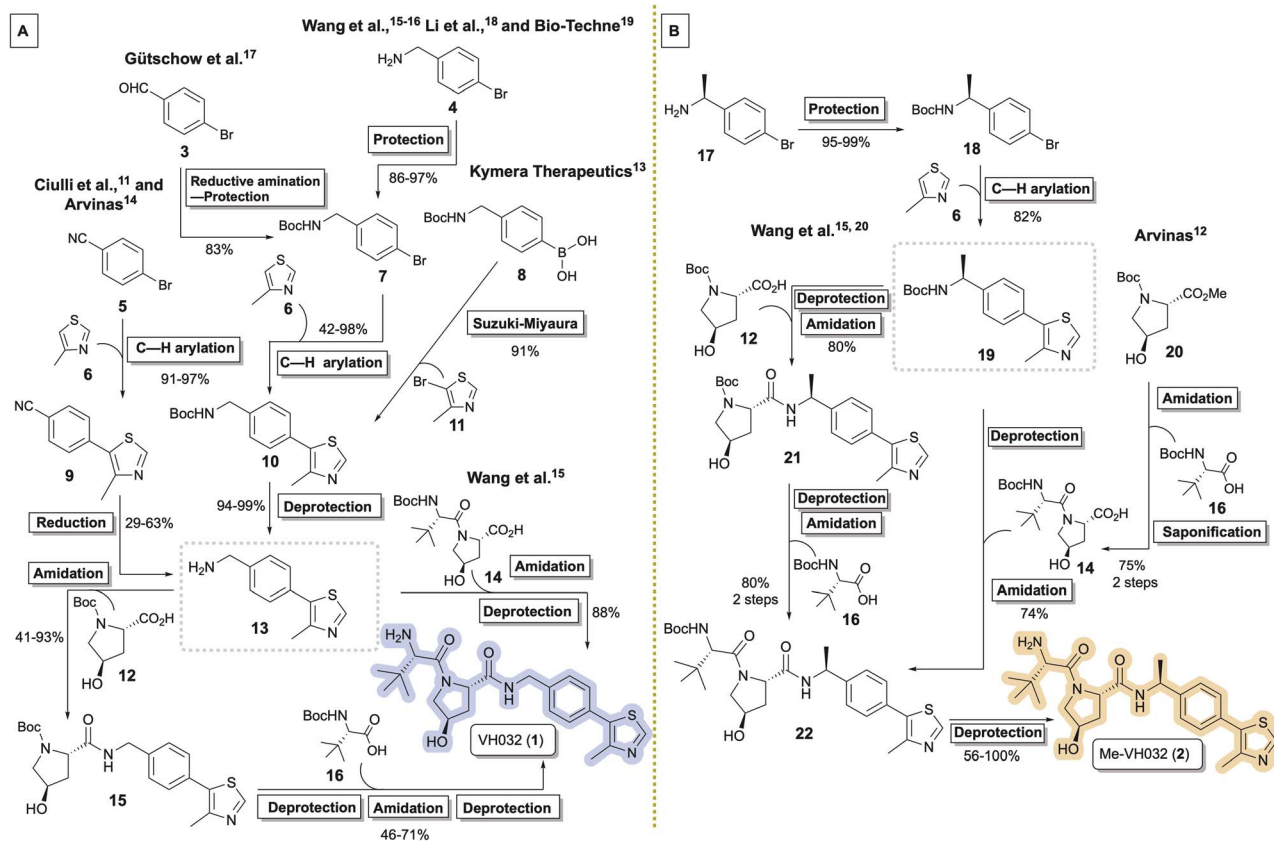 A
Wang et al.,15-16 Li et al.,18 and Bio-Techne19
Gütschow et al.17
H2N
Br
4
OHC
Br
3
Protection
86-97%
Kymera Therapeutics13
Reductive amination
—Protection
83%
Ciulli et al.,11 and
Arvinas14
NC
Br
5
BocHN
Br
7
BocHN
B
OH
OH
8
S
N
6
42-98%
C—H arylation
Suzuki-Miyaura
91%
S
N
6
C—H arylation
91-97%
Br
S
N
11
NC
S
N
9
BocHN
S
N
10
Wang et al.15
Reduction
29-63%
94-99%
Deprotection
BocHN
O
N
CO2H
HO
14
Amidation
Deprotection
88%
Amidation
41-93%
Boc
N
CO2H
HO
12
H2N
S
N
13
H2N
O
N
O
N
H
HO
S
N
VH032 (1)
Boc
N
O
N
H
HO
S
N
15
BocHN
O
OH
16
Deprotection
Amidation
Deprotection
46-71%
B
H2N
Br
17
Protection
95-99%
BocHN
Br
18
S
N
6
C—H arylation
82%
Wang et al.15, 20
Arvinas12
Boc
N
CO2H
HO
12
Deprotection
Amidation
80%
BocHN
S
N
19
Boc
N
CO2Me
HO
20
Boc
N
O
N
H
HO
S
N
21
Amidation
Deprotection
BocHN
O
OH
16
Deprotection
Amidation
BocHN
O
N
CO2H
HO
14
Saponification
75%
2 steps
80%
2 steps
BocHN
O
OH
16
Amidation
74%
BocHN
O
N
O
N
H
HO
S
N
22
Deprotection
56-100%
H2N
O
N
O
N
H
HO
S
N
Me-VH032 (2)